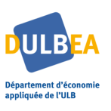 DULBEA
Département d'économie
appliquée de l'ULB